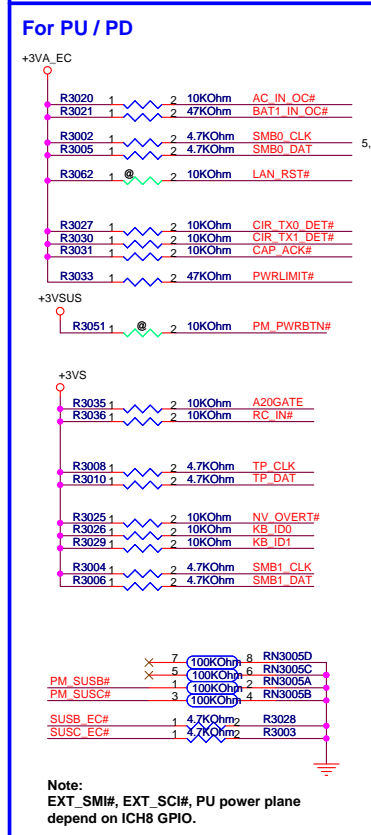 For PU / PD
+3VA_EC
R3020 1 2 10KOhm AC_IN_OC#
R3021 1 2 47KOhm BAT1_IN_OC#
R3002 1 2 4.7KOhm SMB0_CLK
5,
R3005 1 2 4.7KOhm SMB0_DAT
R3062 1 @ 2 10KOhm LAN_RST#
R3027 1 2 10KOhm CIR_TX0_DET#
R3030 1 2 10KOhm CIR_TX1_DET#
R3031 1 2 10KOhm CAP_ACK#
R3033 1 2 47KOhm PWRLIMIT#
+3VSUS
R3051 1 @ 2 10KOhm PM_PWRBTN#
+3VS
R3035 1 2 10KOhm A20GATE
R3036 1 2 10KOhm RC_IN#
R3008 1 2 4.7KOhm TP_CLK
R3010 1 2 4.7KOhm TP_DAT
R3025 1 2 10KOhm NV_OVERT#
R3026 1 2 10KOhm KB_ID0
R3029 1 2 10KOhm KB_ID1
R3004 1 2 4.7KOhm SMB1_CLK
R3006 1 2 4.7KOhm SMB1_DAT
7 100KOhm 8 RN3005D
5 100KOhm 6 RN3005C
PM_SUSB# 1 100KOhm 2 RN3005A
PM_SUSC# 3 100KOhm 4 RN3005B
SUSB_EC# 1 4.7KOhm 2 R3028
SUSC_EC# 1 4.7KOhm 2 R3003
Note:
EXT_SMI#, EXT_SCI#, PU power plane
depend on ICH8 GPIO.